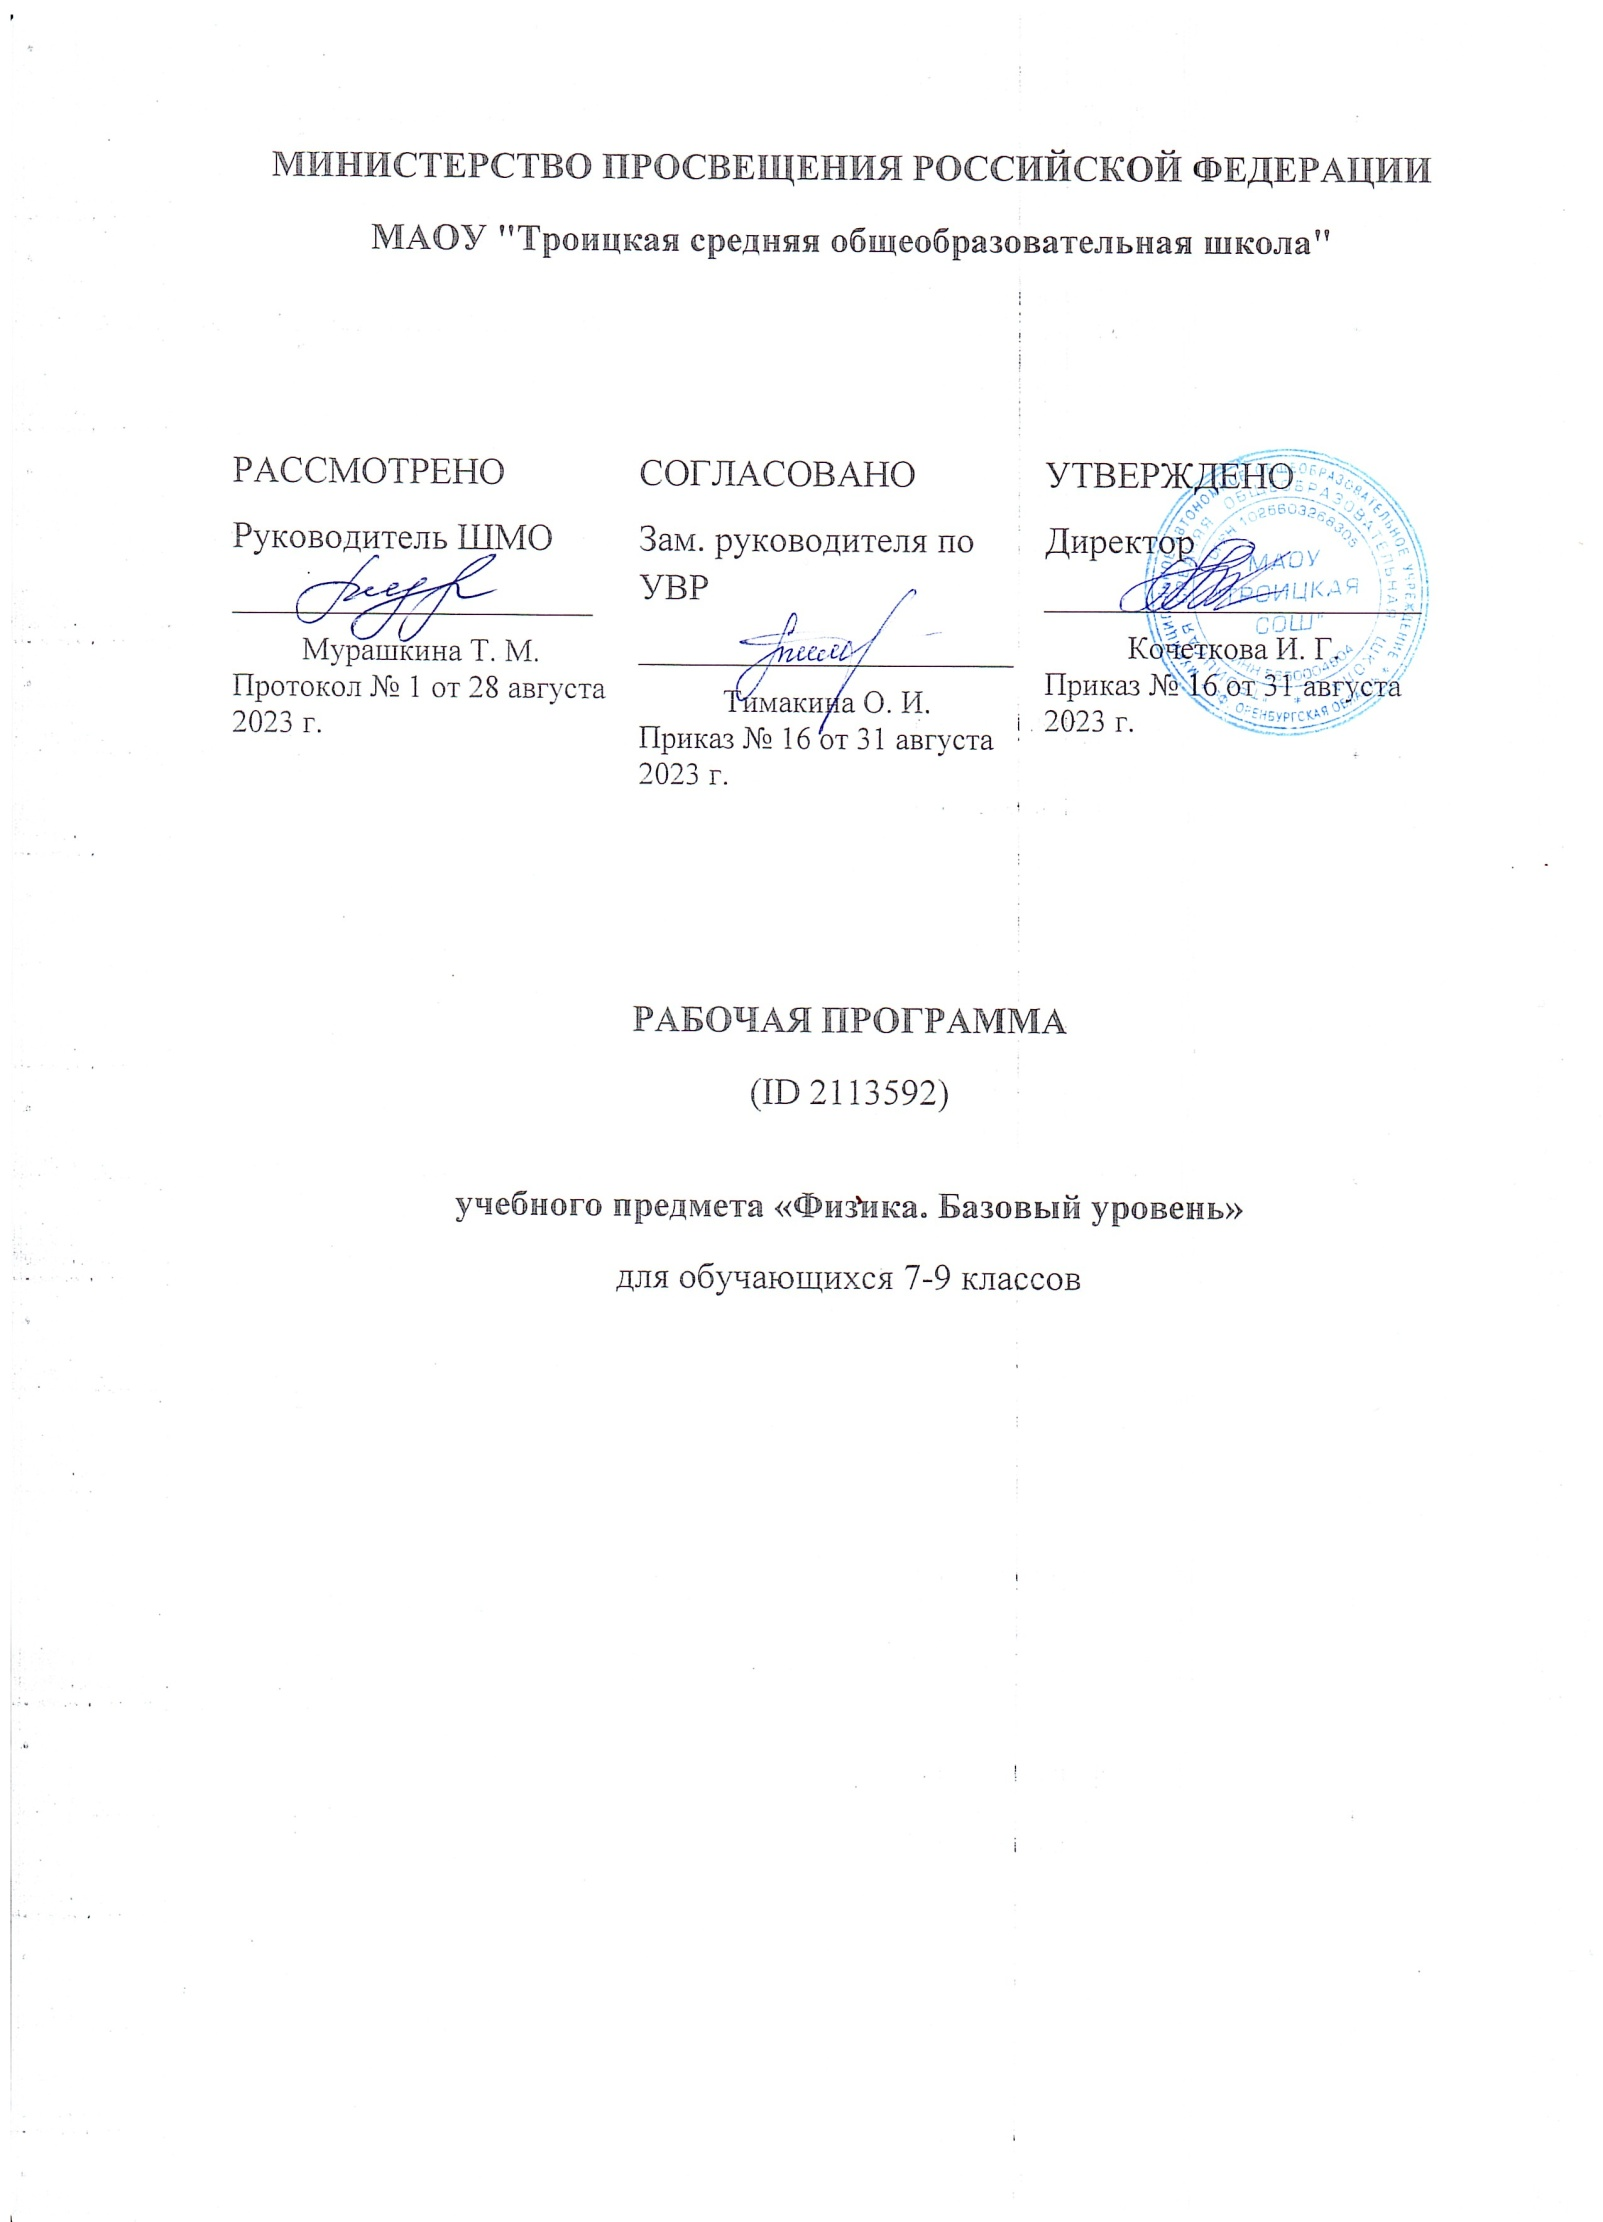 МИНИСТЕРСТВО ПРОСВЕЩЕНИЯ РОССИЙСКОЙ ФЕДЕРАЦИИ
МАОУ "Троицкая средняя общеобразовательная школа"
РАССМОТРЕНО
Руководитель ШМО
Мурашкина Т. М.
Протокол № 1 от 28 августа
2023 г.
СОГЛАСОВАНО
Зам. руководителя по
УВР
Тимакина О. И.
Приказ № 16 от 31 августа
2023 г.
УТВЕРЖДЕНО
Директор
Кочеткова И. Г.
Приказ № 16 от 31 августа
2023 г.
МАОУ
ТРОИЦКАЯ
СОШ"
РАБОЧАЯ ПРОГРАММА
(ID 2113592)
учебного предмета «Физика. Базовый уровень»
для обучающихся 7-9 классов